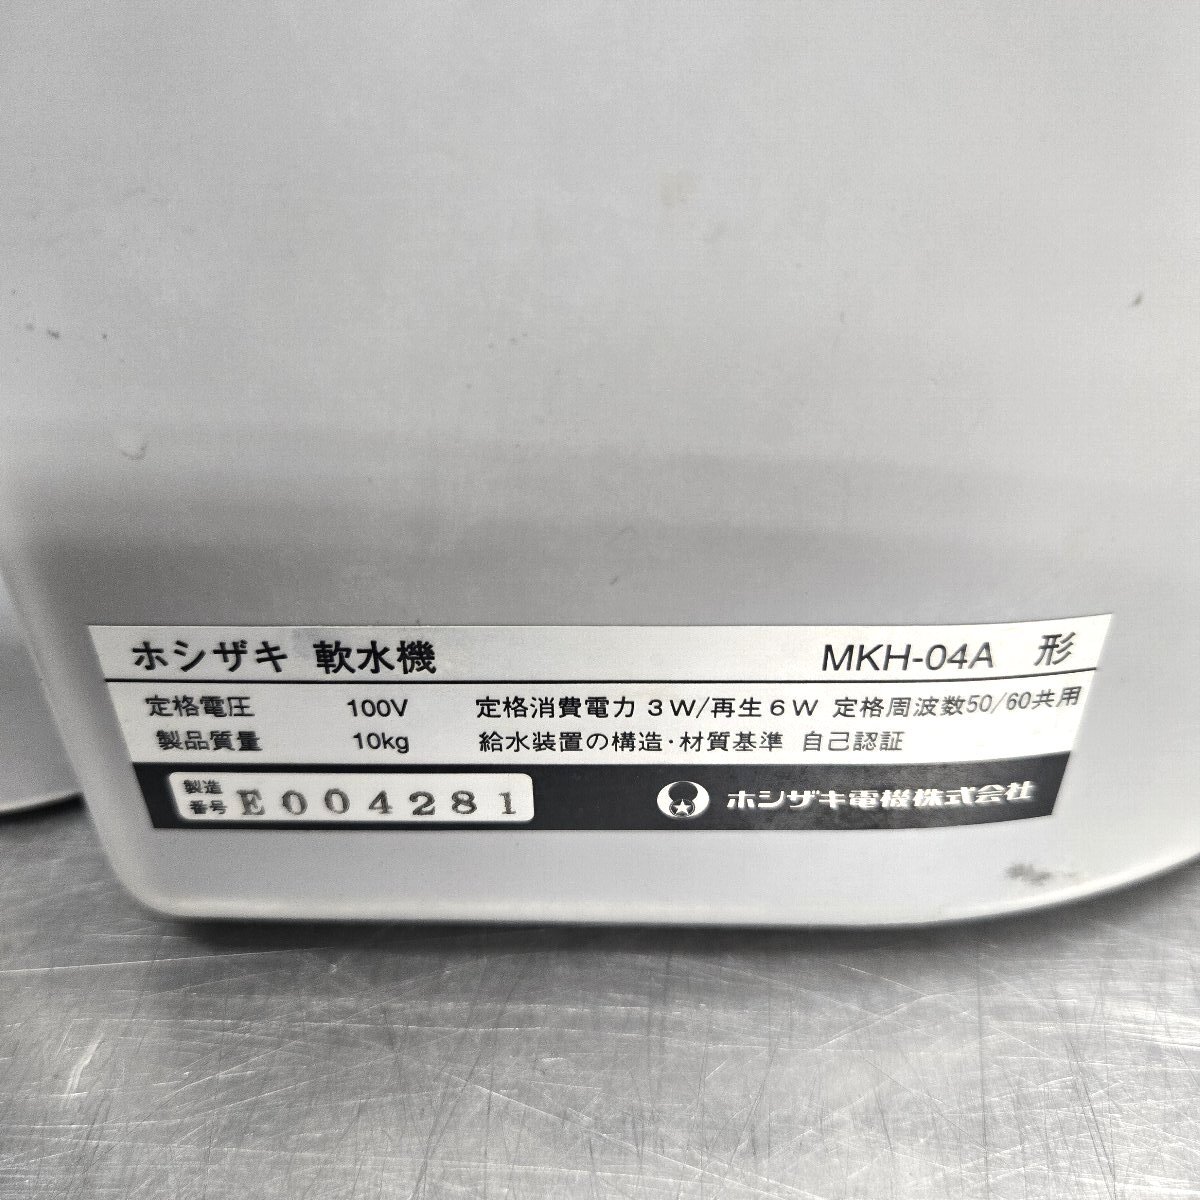 ホシザキ 軟水機 MKH-04A 形
定格電圧 100V 定格消費電力 3W/再生6W 定格周波数50/60共用
製品質量 10kg 給水装置の構造・材質基準 自己認証
製造番号 E004281 ホシザキ電機株式会社